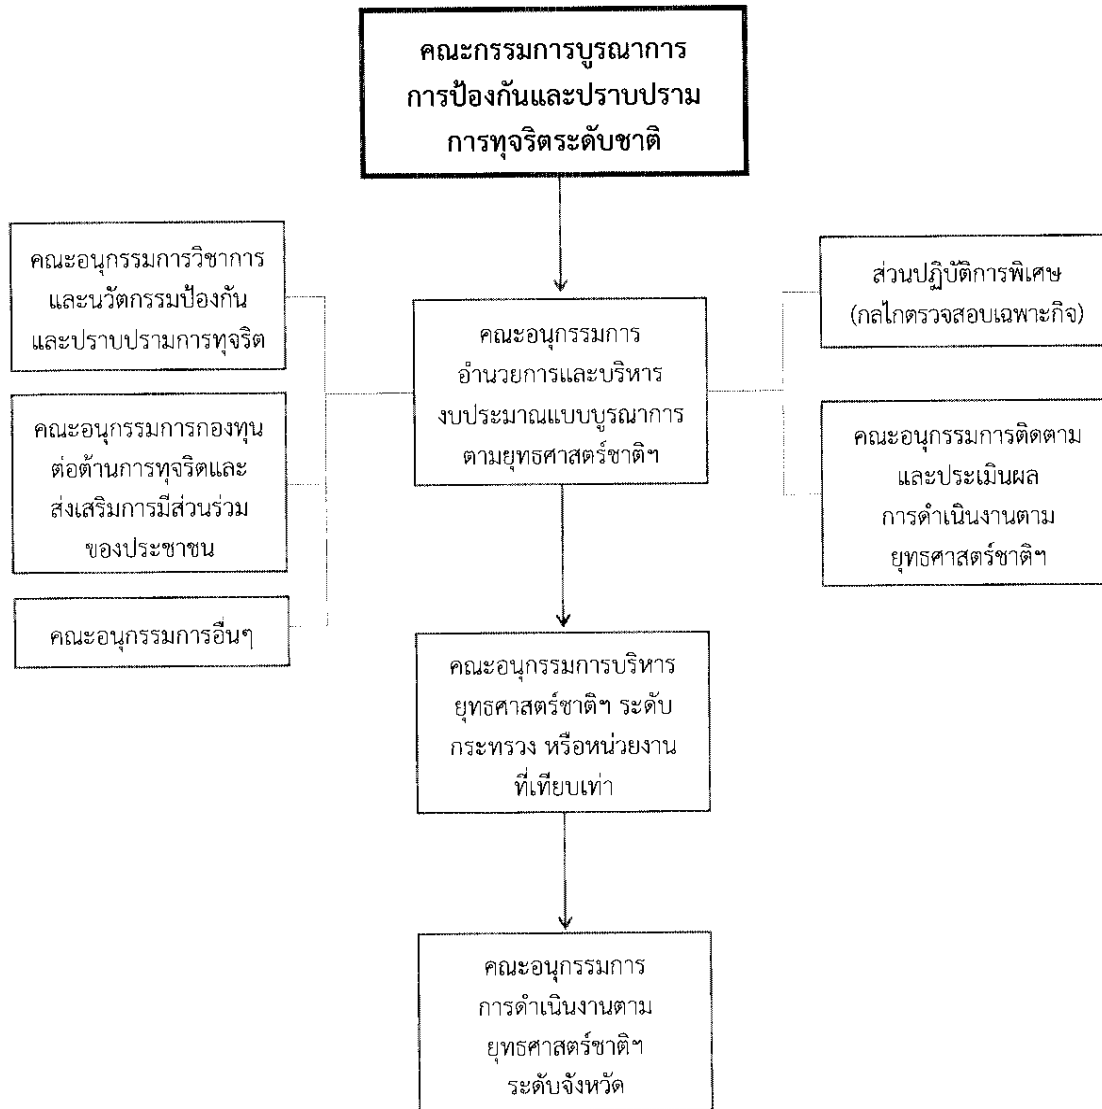 คณะกรรมการบูรณาการ
การป้องกันและปราบปราม
การทุจริตระดับชาติ
คณะอนุกรรมการวิชาการ
และนวัตกรรมป้องกัน
และปราบปรามการทุจริต
คณะอนุกรรมการกองทุน
ต่อต้านการทุจริตและ
ส่งเสริมการมีส่วนร่วม
ของประชาชน
คณะอนุกรรมการอื่นๆ
คณะอนุกรรมการ
อำนวยการและบริหาร
งบประมาณแบบบูรณาการ
ตามยุทธศาสตร์ชาติฯ
ส่วนปฏิบัติการพิเศษ
(กลไกตรวจสอบเฉพาะกิจ)
คณะอนุกรรมการติดตาม
และประเมินผล
การดำเนินงานตาม
ยุทธศาสตร์ชาติฯ
คณะอนุกรรมการบริหาร
ยุทธศาสตร์ชาติฯ ระดับ
กระทรวง หรือหน่วยงาน
ที่เทียบเท่า
คณะอนุกรรมการ
การดำเนินงานตาม
ยุทธศาสตร์ชาติฯ
ระดับจังหวัด